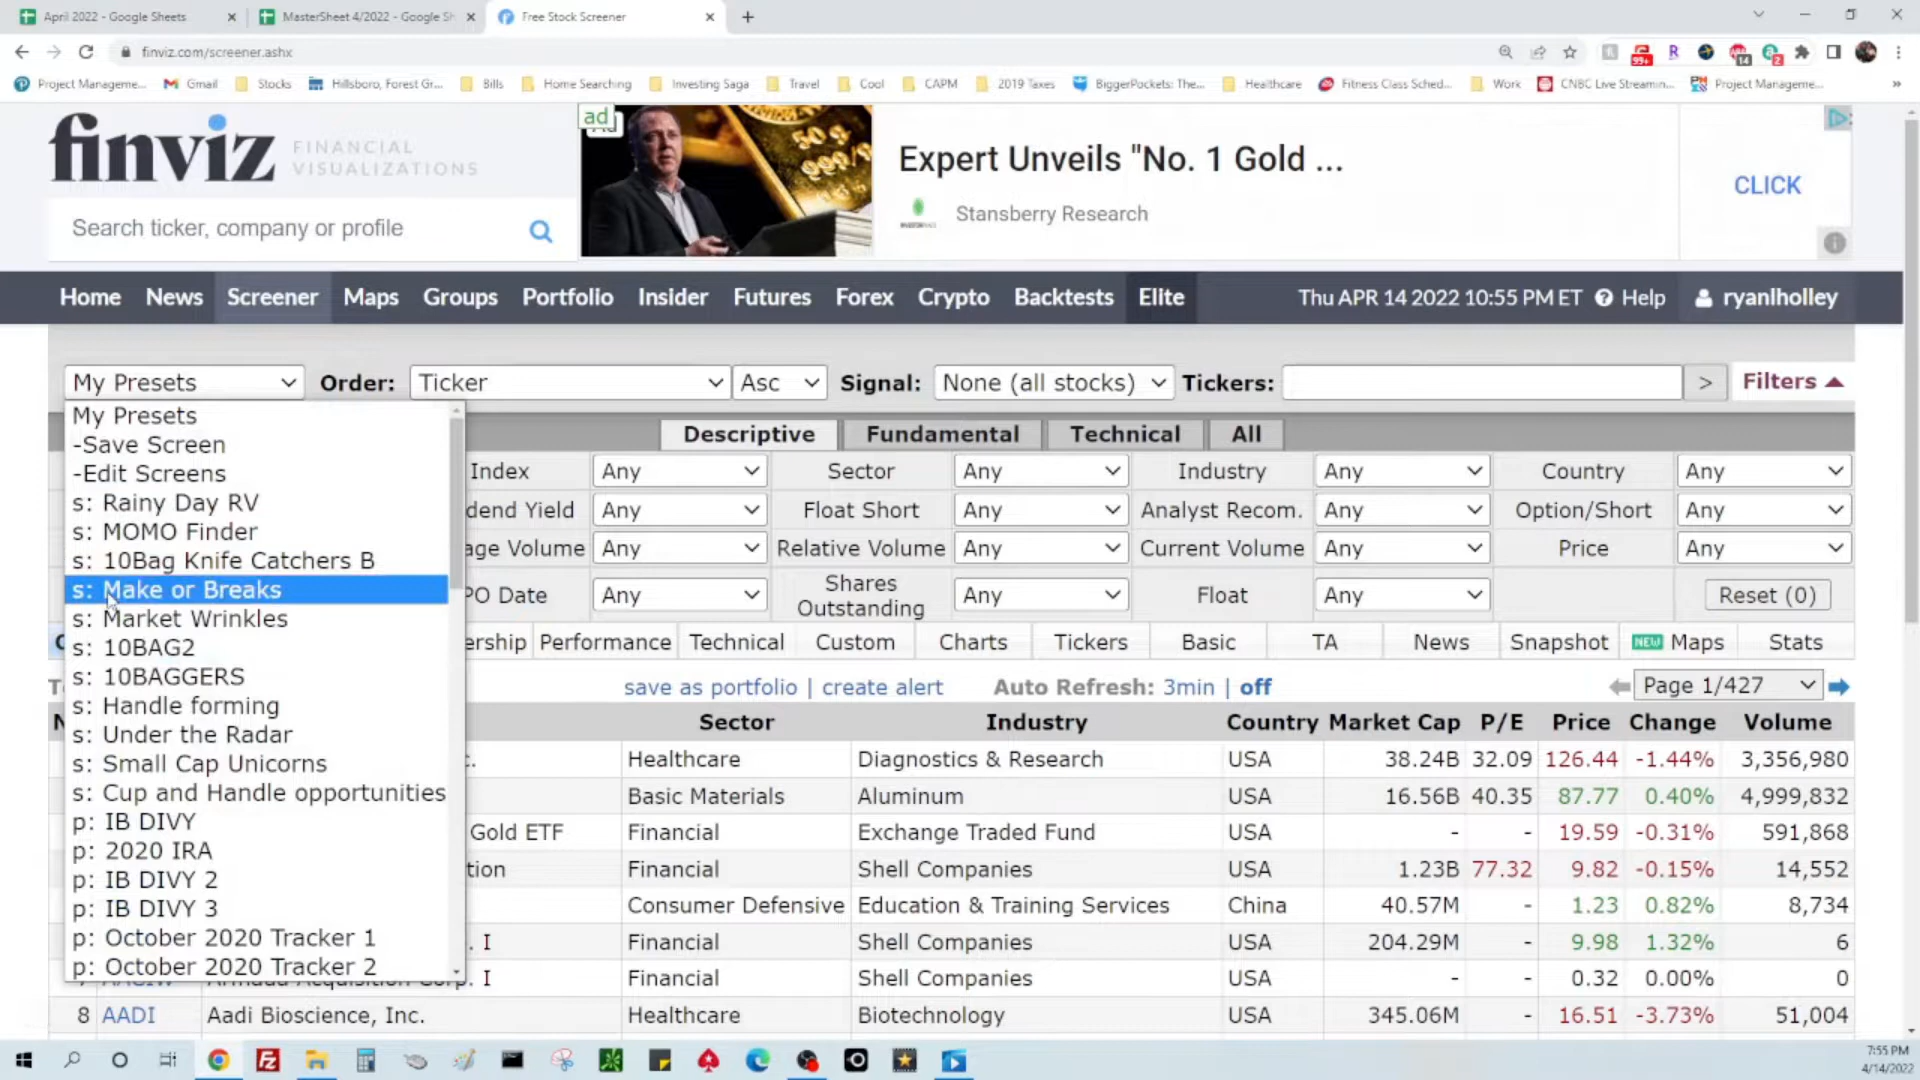 April 2022 - Google Sheets
MasterSheet 4/2022 - Google Sh
Free Stock Screener
finviz.com/screener.ashx
99+
R
14
2
Project Manageme...
Gmail
Stocks
Hillsboro, Forest Gr...
Bills
Home Searching
Investing Saga
Travel
Cool
CAPM
2019 Taxes
BiggerPockets: The...
Healthcare
Fitness Class Sched...
Work
CNBC Live Streamin...
Project Manageme...
finviz
FINANCIAL
VISUALIZATIONS
Search ticker, company or profile
ad
Expert Unveils "No. 1 Gold ...
Stansberry Research
CLICK
Home News Screener Maps Groups Portfolio Insider Futures Forex Crypto Backtests Elite Thu APR 14 2022 10:55 PM ET Help ryanlholley
My Presets Order: Ticker Asc Signal: None (all stocks) Tickers: > Filters
My Presets
-Save Screen
-Edit Screens
s: Rainy Day RV
s: MOMO Finder
s: 10Bag Knife Catchers B
s: Make or Breaks
s: Market Wrinkles
s: 10BAG2
s: 10BAGGERS
s: Handle forming
s: Under the Radar
s: Small Cap Unicorns
s: Cup and Handle opportunities
p: IB DIVY
p: 2020 IRA
p: IB DIVY 2
p: IB DIVY 3
p: October 2020 Tracker 1
p: October 2020 Tracker 2
Descriptive Fundamental Technical All
Index Any Sector Any Industry Any Country Any
dend Yield Any Float Short Any Analyst Recom. Any Option/Short Any
age Volume Any Relative Volume Any Current Volume Any Price Any
PO Date Any Shares Outstanding Any Float Any Reset (0)
ership Performance Technical Custom Charts Tickers Basic TA News Snapshot NEW Maps Stats
save as portfolio | create alert Auto Refresh: 3min | off Page 1/427
Sector Industry Country Market Cap P/E Price Change Volume
c. Healthcare Diagnostics & Research USA 38.24B 32.09 126.44 -1.44% 3,356,980
Basic Materials Aluminum USA 16.56B 40.35 87.77 0.40% 4,999,832
Gold ETF Financial Exchange Traded Fund USA - - 19.59 -0.31% 591,868
tion Financial Shell Companies USA 1.23B 77.32 9.82 -0.15% 14,552
Consumer Defensive Education & Training Services China 40.57M - 1.23 0.82% 8,734
. I Financial Shell Companies USA 204.29M - 9.98 1.32% 6
. I Financial Shell Companies USA - - 0.32 0.00% 0
8 AADI Aadi Bioscience, Inc. Healthcare Biotechnology USA 345.06M - 16.51 -3.73% 51,004
7:55 PM
4/14/2022